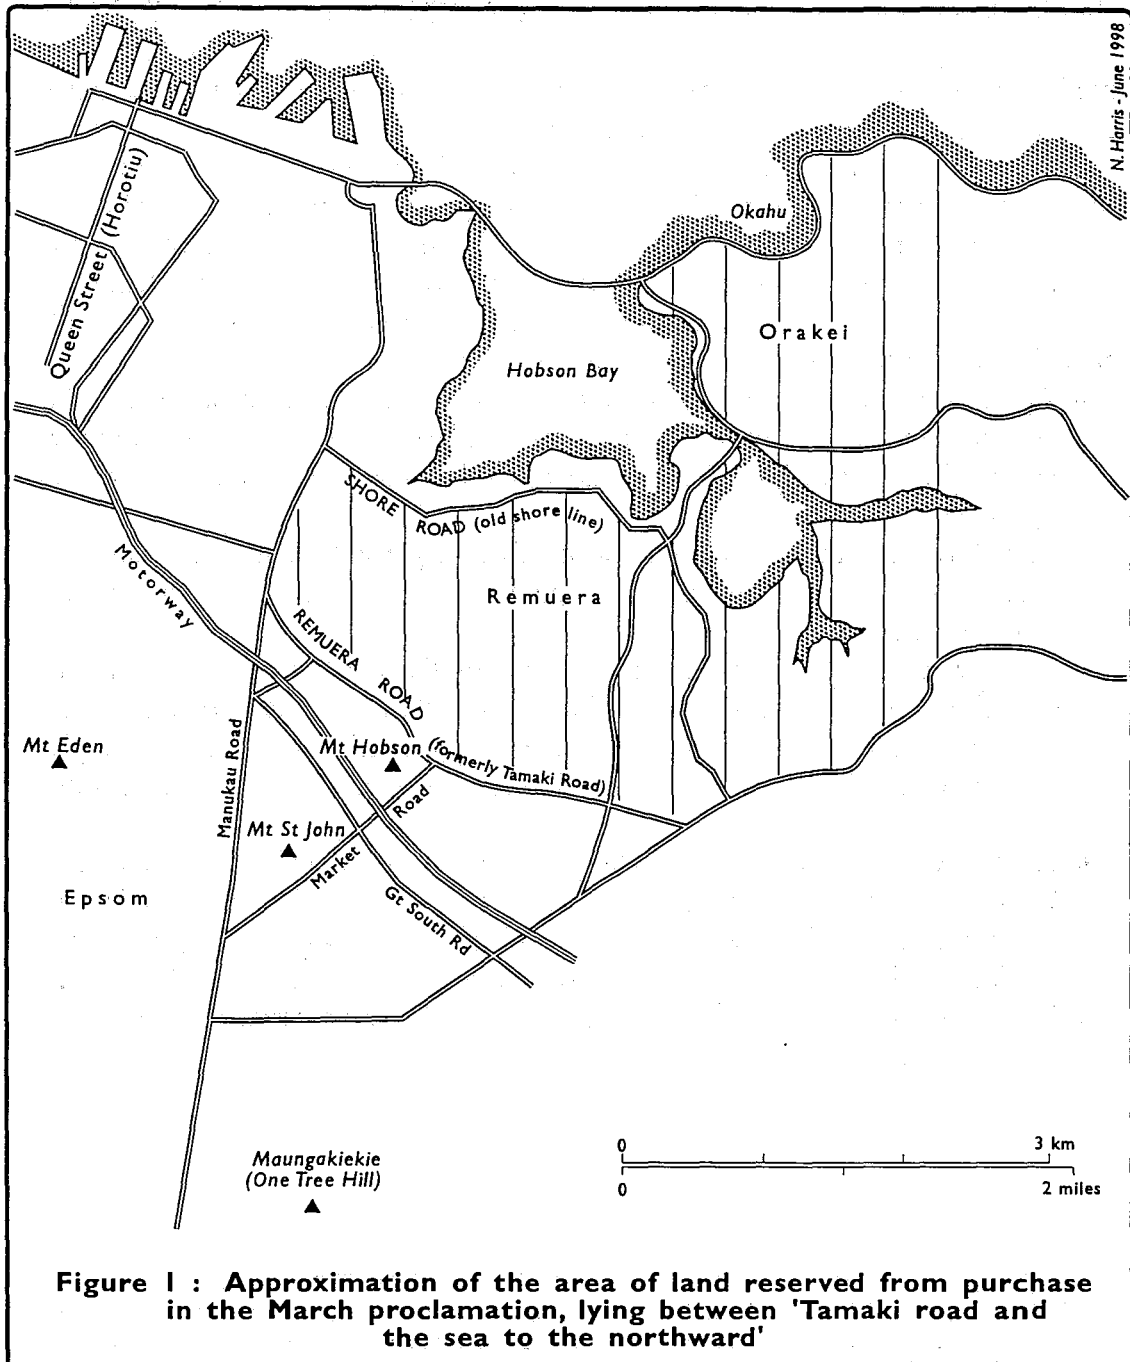 N. Harris - June 1998
Queen Street (Horotiu)
Okahu
Orakei
Hobson Bay
SHORE ROAD (old shore line)
Motorway
Remuera
REMUERA ROAD
(formerly Tamaki Road)
Mt Eden
Manukau Road
Mt Hobson
Mt St John
Market Road
Epsom
Gt South Rd
Maungakiekie
(One Tree Hill)
0 3 km
0 2 miles
Figure 1 : Approximation of the area of land reserved from purchase
in the March proclamation, lying between 'Tamaki road and
the sea to the northward'